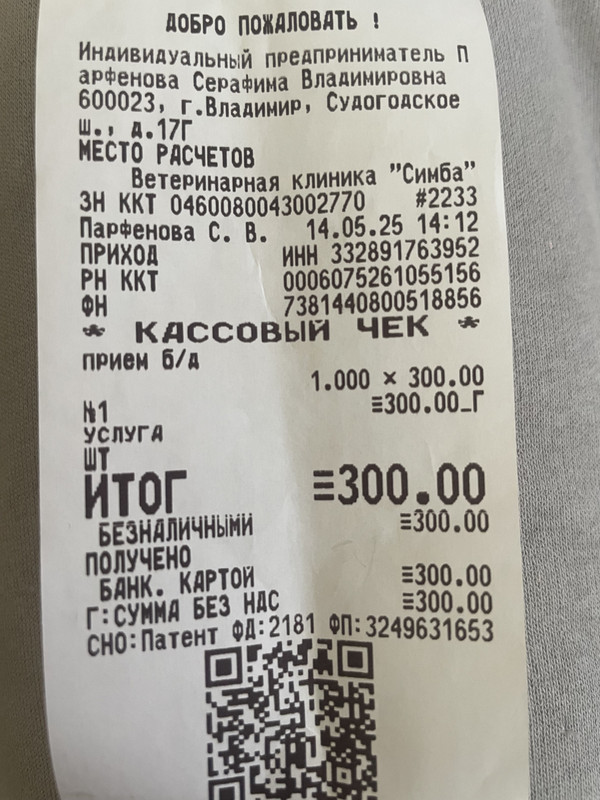 ДОБРО ПОЖАЛОВАТЬ !
Индивидуальный предприниматель П
арфенова Серафима Владимировна
600023, г.Владимир, Судогодское
ш., д.17Г
МЕСТО РАСЧЕТОВ
Ветеринарная клиника "Симба"
ЗН ККТ 0460080043002770 #2233
Парфенова С. В. 14.05.25 14:12
ПРИХОД ИНН 332891763952
РН ККТ 0006075261055156
ФН 7381440800518856
КАССОВЫЙ ЧЕК
прием б/д
1.000 × 300.00
№1 ≡300.00_Г
УСЛУГА
ШТ
ИТОГ ≡300.00
БЕЗНАЛИЧНЫМИ ≡300.00
ПОЛУЧЕНО
БАНК. КАРТОЙ ≡300.00
Г:СУММА БЕЗ НДС ≡300.00
СНО:Патент ФД:2181 ФП:3249631653